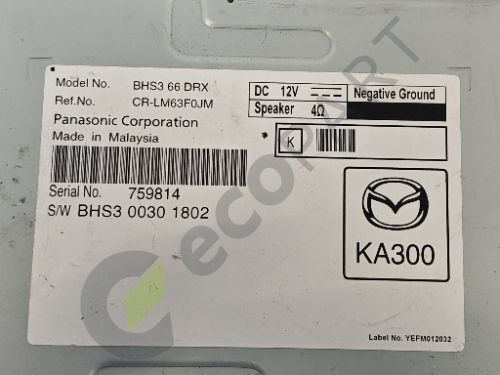 Model No. BHS3 66 DRX
Ref.No. CR-LM63F0JM
Panasonic Corporation
Made in Malaysia
Serial No. 759814
S/W BHS3 0030 1802
DC 12V Negative Ground
Speaker 4Ω
K
KA300
Label No. YEFM012032
ecopart